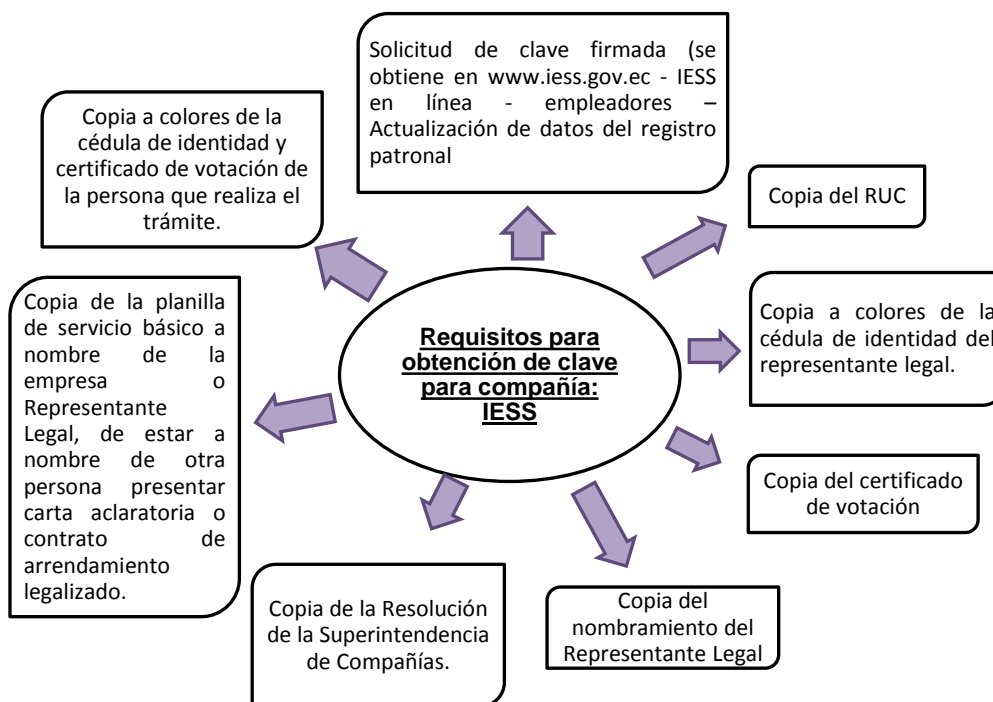 Solicitud de clave firmada (se
obtiene en www.iess.gov.ec - IESS
en línea - empleadores –
Actualización de datos del registro
patronal
Copia a colores de la
cédula de identidad y
certificado de votación de
la persona que realiza el
trámite.
Copia del RUC
Copia de la planilla
de servicio básico a
nombre de la
empresa o
Representante
Legal, de estar a
nombre de otra
persona presentar
carta aclaratoria o
contrato de
arrendamiento
legalizado.
Requisitos para
obtención de clave
para compañía:
IESS
Copia a colores de la
cédula de identidad del
representante legal.
Copia del certificado
de votación
Copia de la Resolución
de la Superintendencia
de Compañías.
Copia del
nombramiento del
Representante Legal